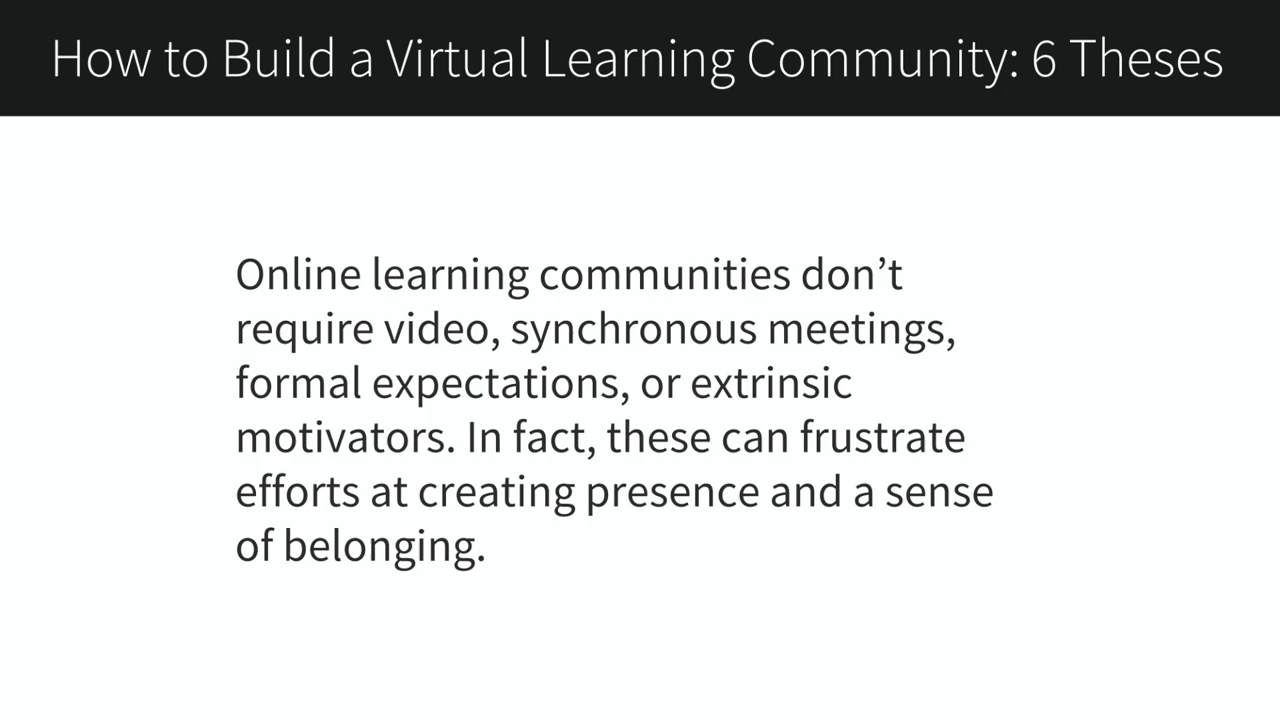 How to Build a Virtual Learning Community: 6 Theses
Online learning communities don’t
require video, synchronous meetings,
formal expectations, or extrinsic
motivators. In fact, these can frustrate
efforts at creating presence and a sense
of belonging.